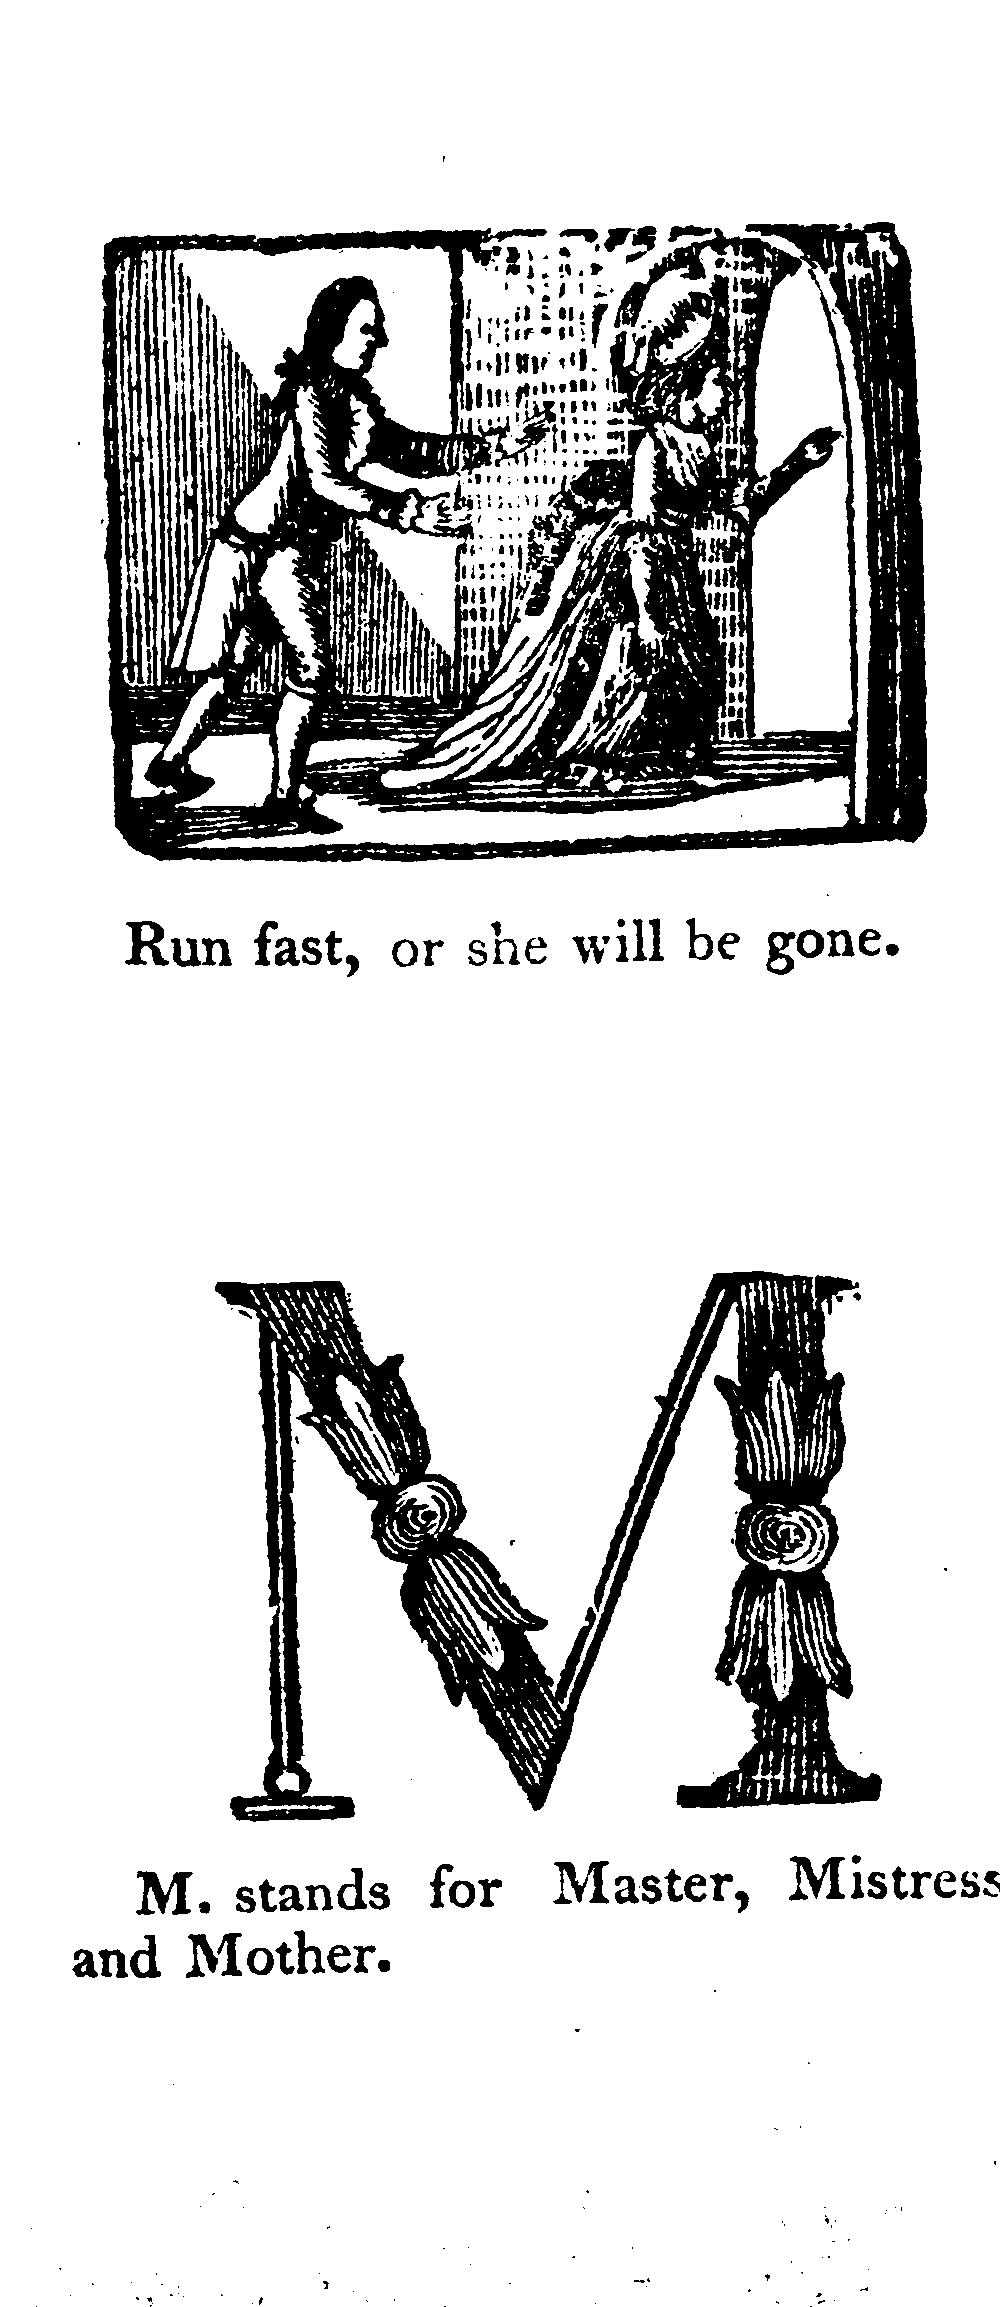 Run fast, or she will be gone.
M
M. stands for Master, Mistress
and Mother.